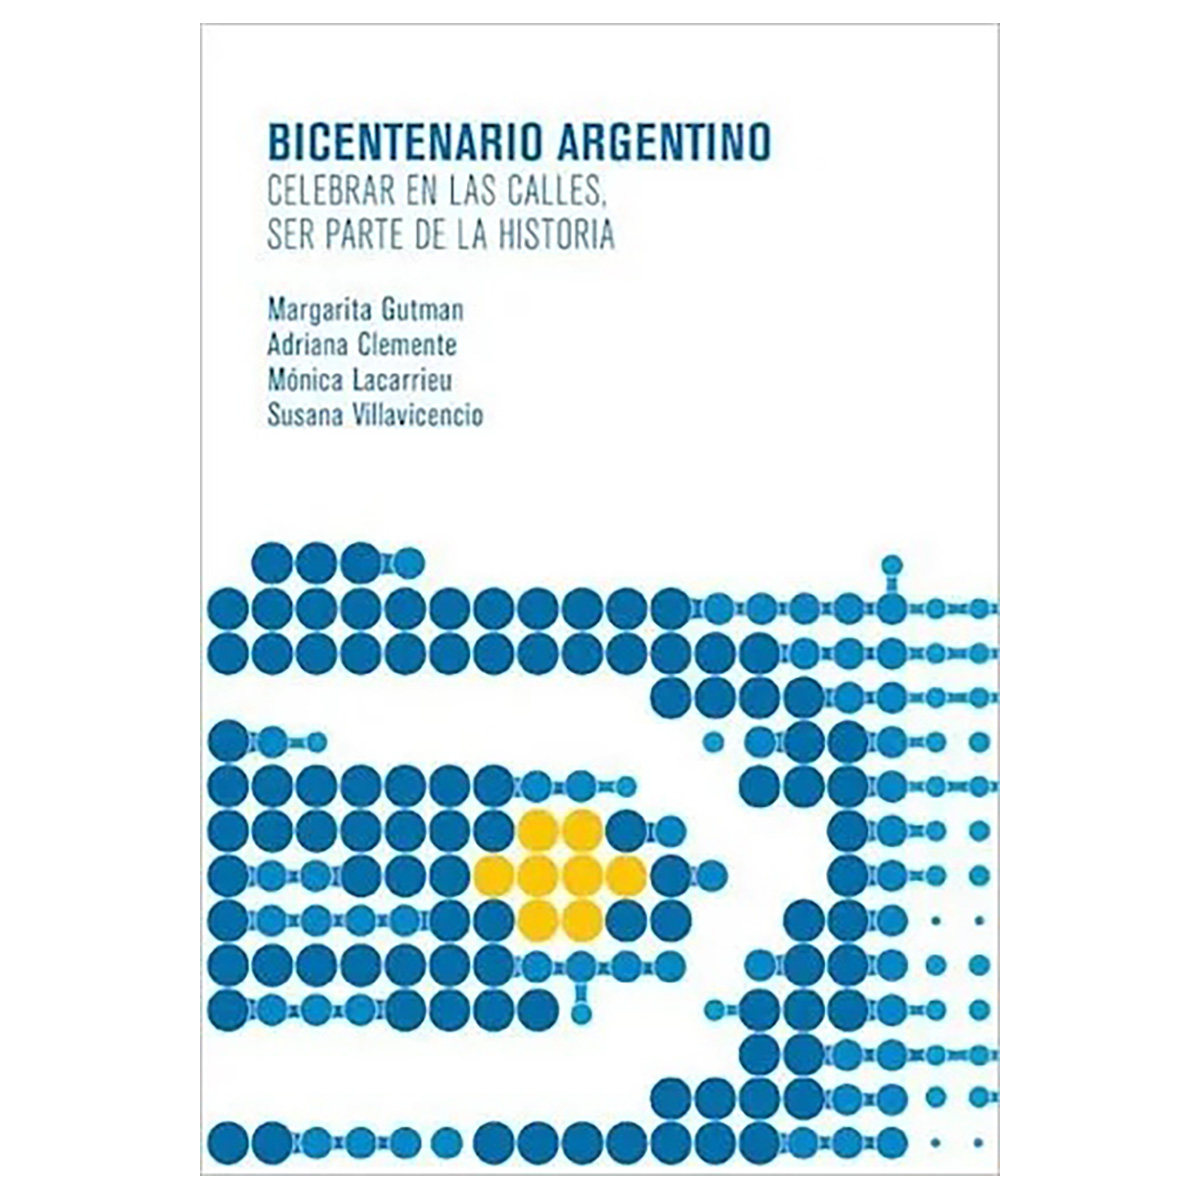 BICENTENARIO ARGENTINO
CELEBRAR EN LAS CALLES,
SER PARTE DE LA HISTORIA
Margarita Gutman
Adriana Clemente
Mónica Lacarrieu
Susana Villavicencio